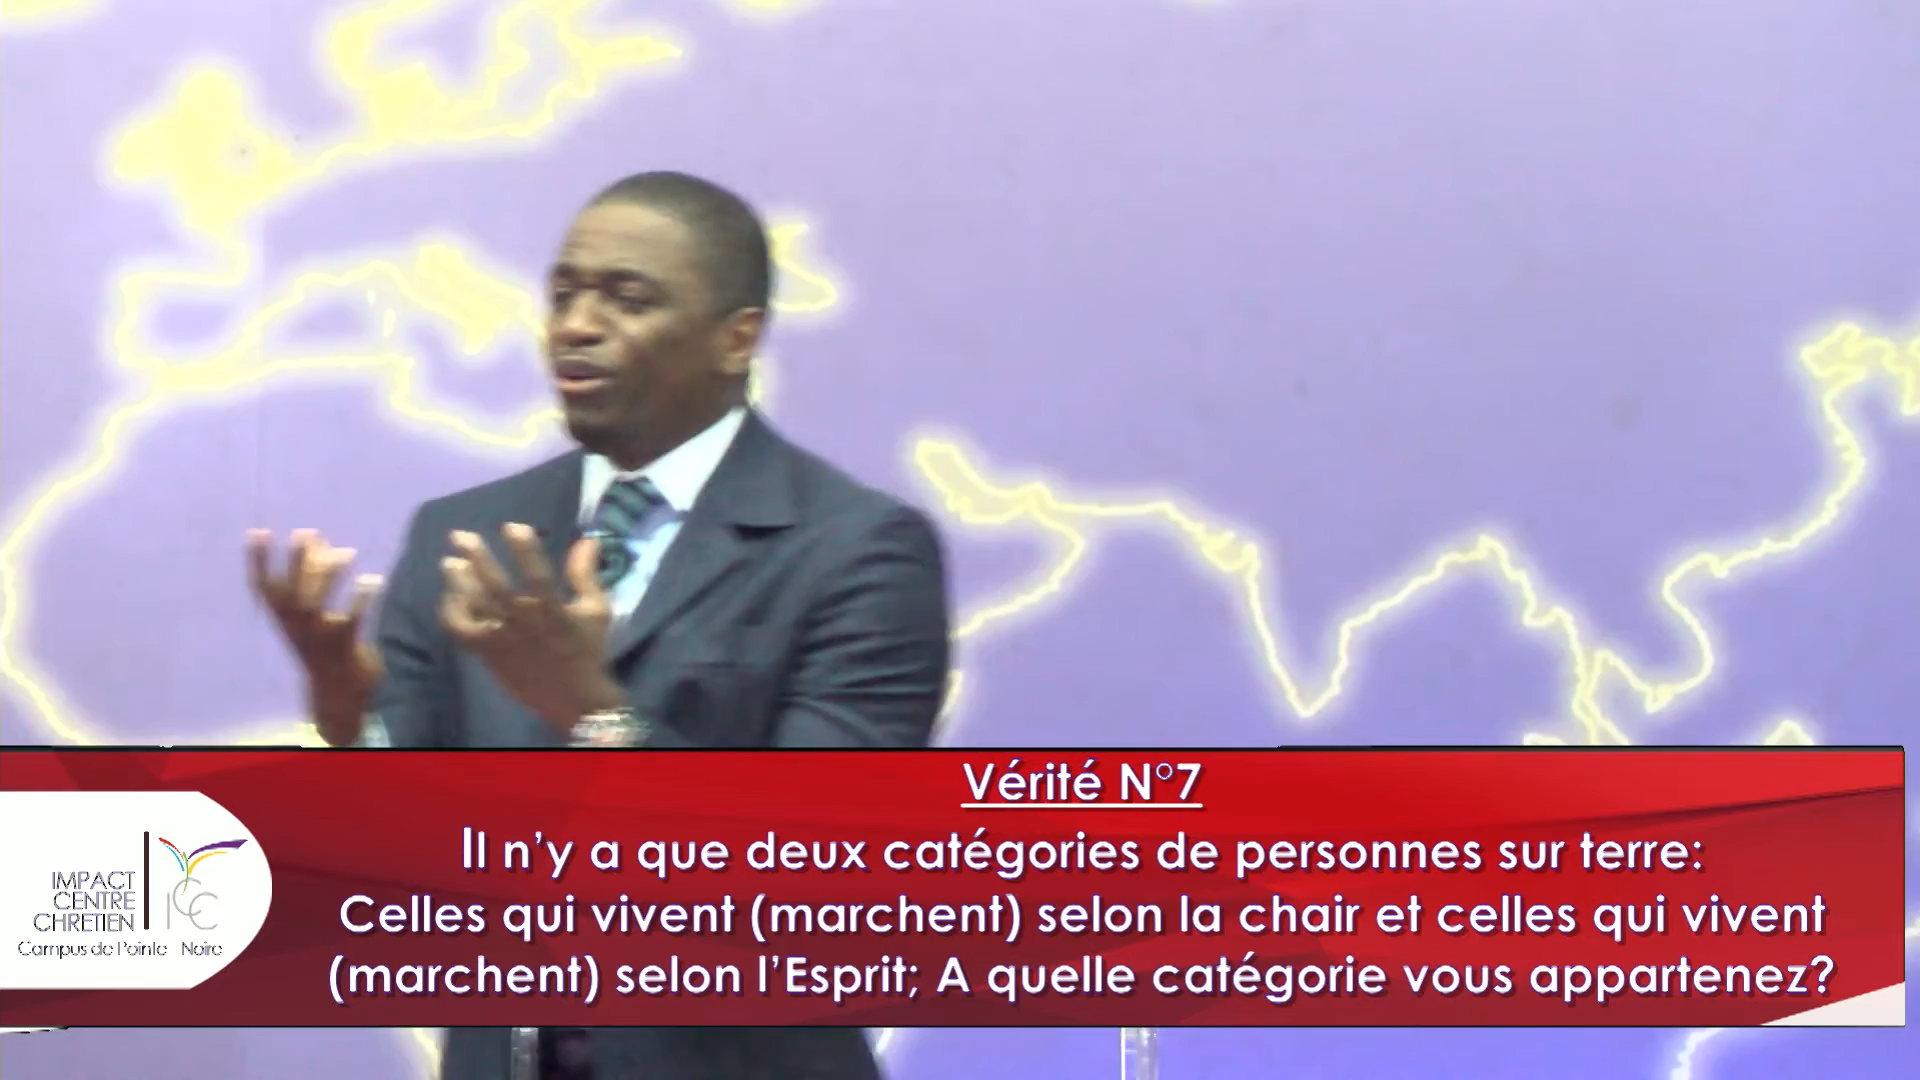 Vérité N°7
Il n'y a que deux catégories de personnes sur terre:
Celles qui vivent (marchent) selon la chair et celles qui vivent
(marchent) selon l'Esprit; A quelle catégorie vous appartenez?
IMPACT
CENTRE
CHRETIEN
ICC
Campus de Pointe Noire